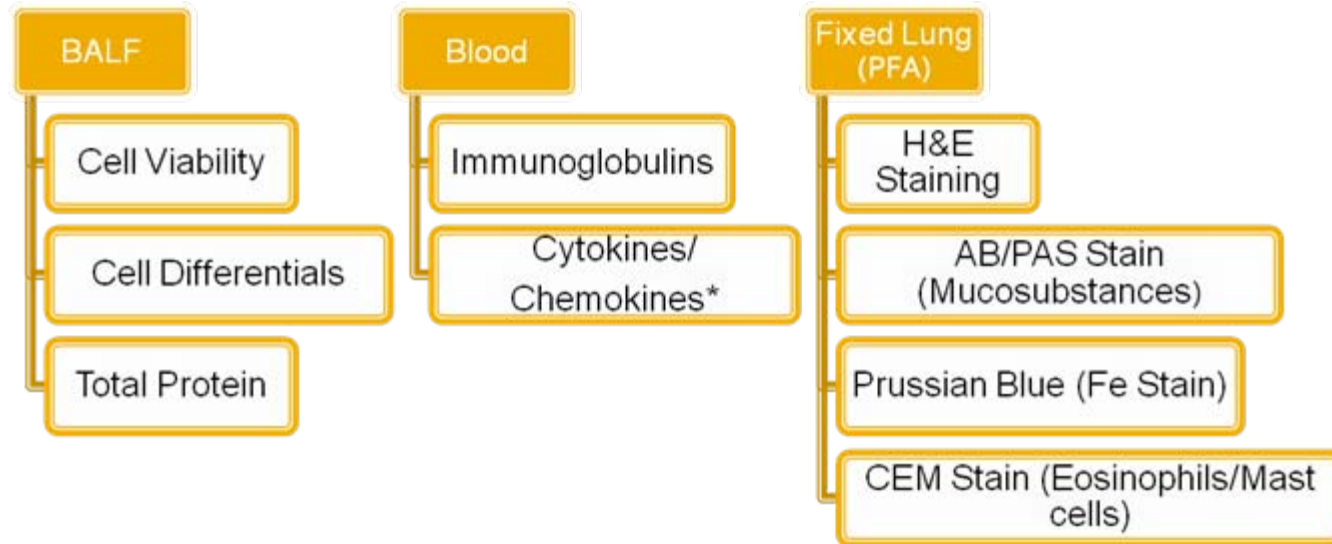 BALF
Cell Viability
Cell Differentials
Total Protein
Blood
Immunoglobulins
Cytokines/
Chemokines*
Fixed Lung
(PFA)
H&E
Staining
AB/PAS Stain
(Mucosubstances)
Prussian Blue (Fe Stain)
CEM Stain (Eosinophils/Mast
cells)